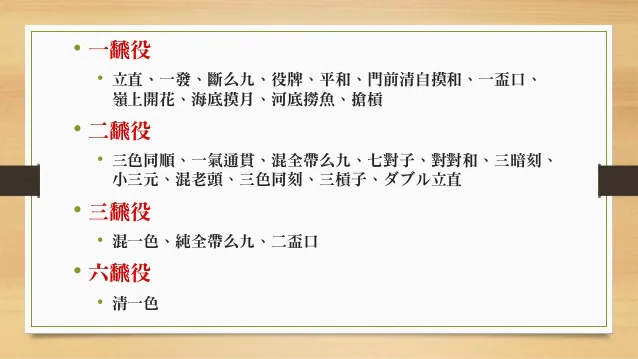 • 一飜役
• 立直、一發、斷么九、役牌、平和、門前清自摸和、一盃口、
嶺上開花、海底摸月、河底撈魚、搶槓
• 二飜役
• 三色同順、一氣通貫、混全帶么九、七對子、對對和、三暗刻、
小三元、混老頭、三色同刻、三槓子、ダブル立直
• 三飜役
• 混一色、純全帶么九、二盃口
• 六飜役
• 清一色